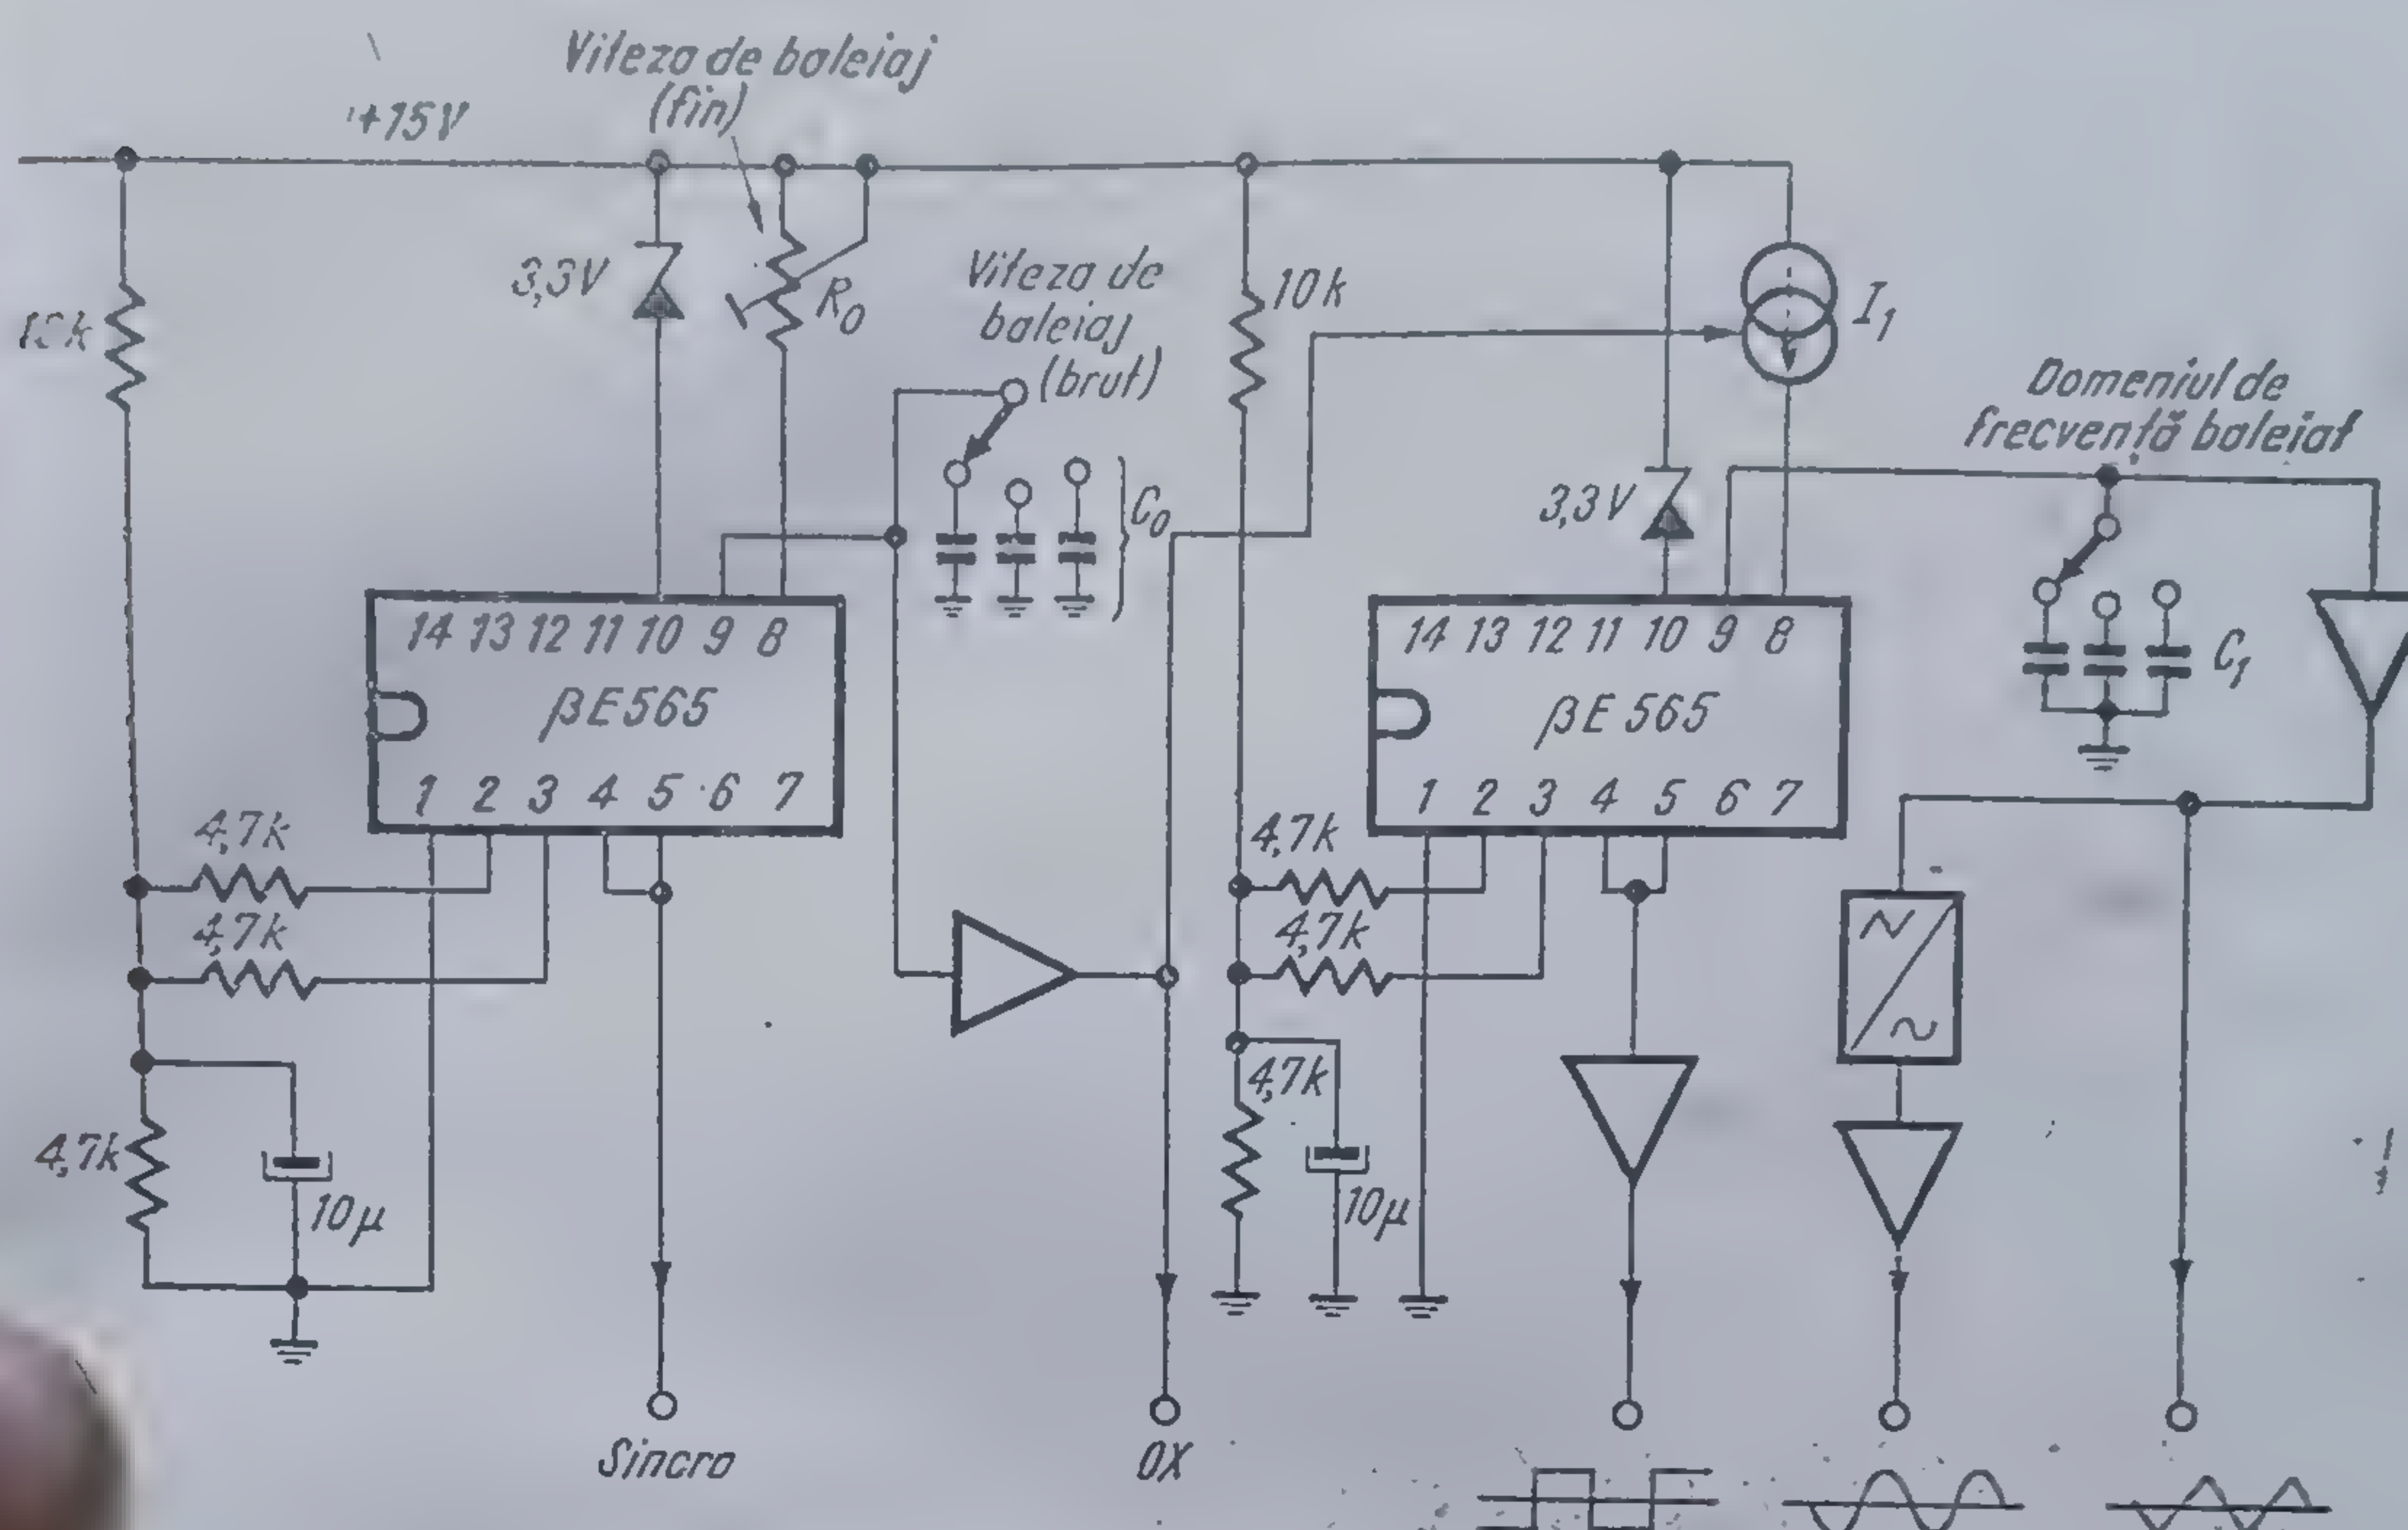 Viteza de baleiaj
(fin)
+15V
3,3V
R0
Viteza de
baleiaj
(brut)
10k
I1
Domeniul de
frecvență baleiat
C0
3,3V
14 13 12 11 10 9 8
βE565
1 2 3 4 5 6 7
14 13 12 11 10 9 8
βE 565
1 2 3 4 5 6 7
C1
4,7k
4,7k
4,7k
10μ
4,7k
4,7k
4,7k
10μ
Sincro
OX